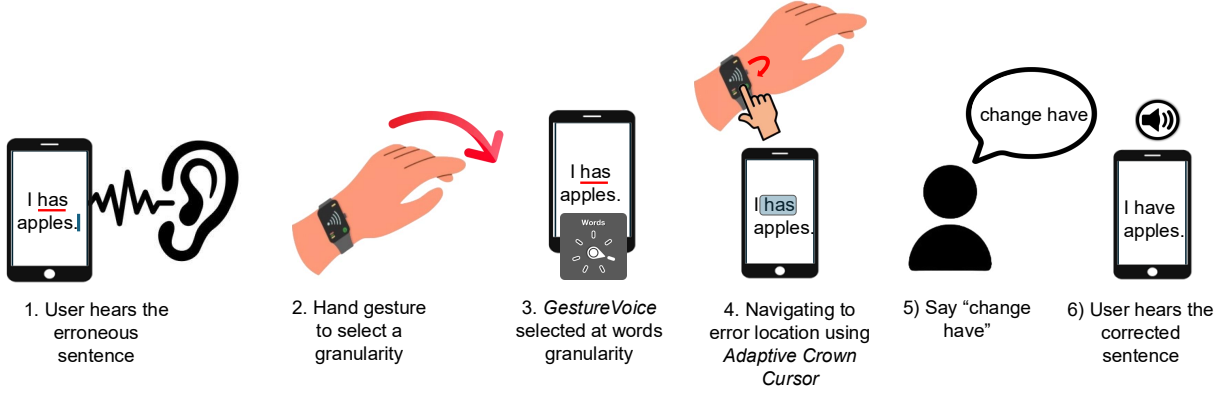 I has
apples.
1. User hears the
erroneous
sentence
2. Hand gesture
to select a
granularity
I has
apples.
Words
3. GestureVoice
selected at words
granularity
I has
apples.
4. Navigating to
error location using
Adaptive Crown
Cursor
change have
5) Say “change
have”
I have
apples.
6) User hears the
corrected
sentence